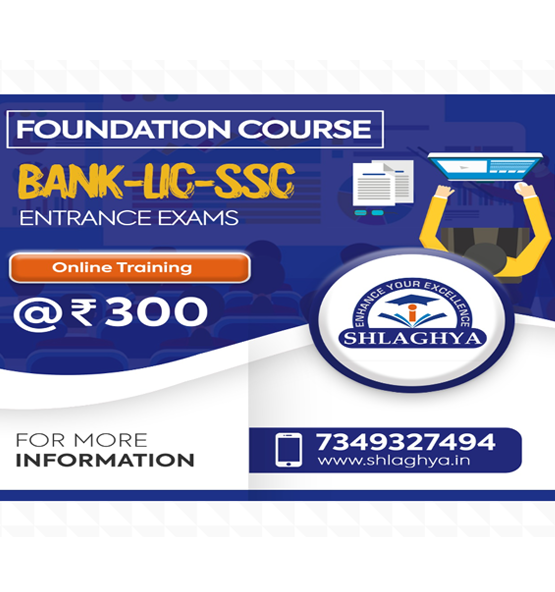 FOUNDATION COURSE
BANK-LIC-SSC
ENTRANCE EXAMS
Online Training
@ ₹ 300
ENHANCE YOUR EXCELLENCE
SHLAGHYA
FOR MORE
INFORMATION
7349327494
www.shlaghya.in